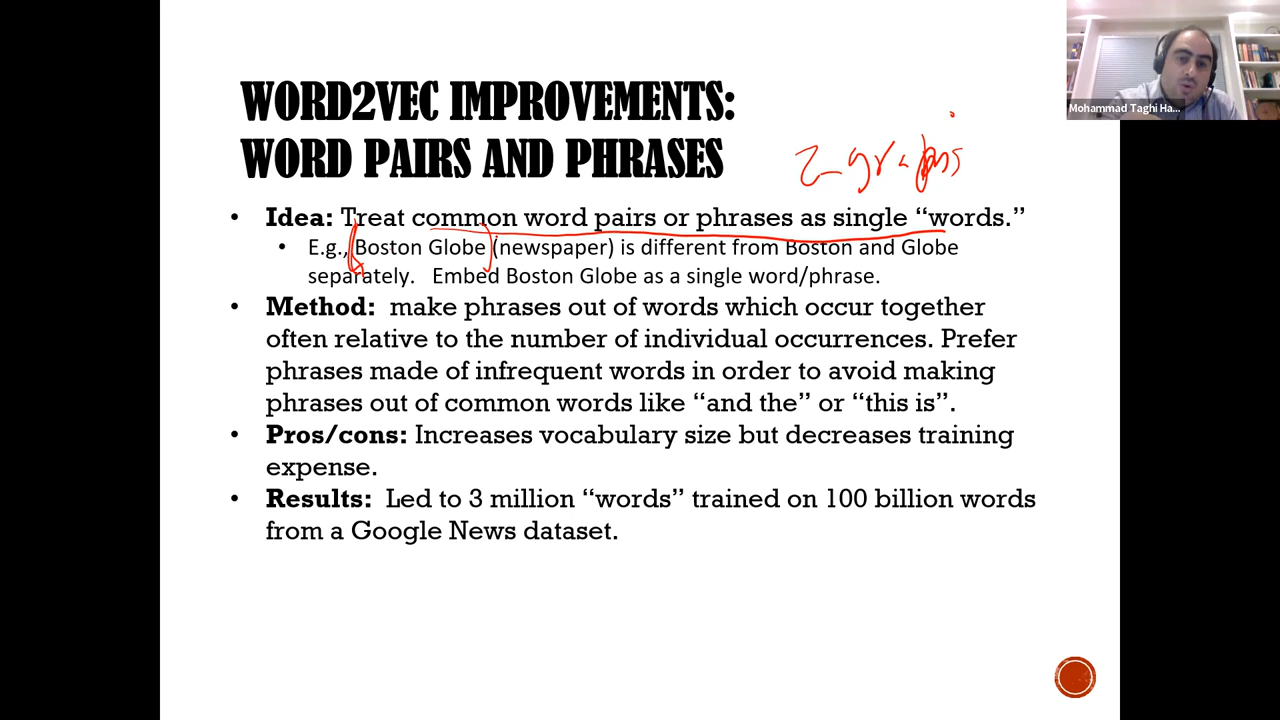 Mohammad Taghi Ha...
WORD2VEC IMPROVEMENTS:
WORD PAIRS AND PHRASES
• Idea: Treat common word pairs or phrases as single “words.”
• E.g., Boston Globe (newspaper) is different from Boston and Globe
separately. Embed Boston Globe as a single word/phrase.
• Method: make phrases out of words which occur together
often relative to the number of individual occurrences. Prefer
phrases made of infrequent words in order to avoid making
phrases out of common words like “and the” or “this is”.
• Pros/cons: Increases vocabulary size but decreases training
expense.
• Results: Led to 3 million “words” trained on 100 billion words
from a Google News dataset.